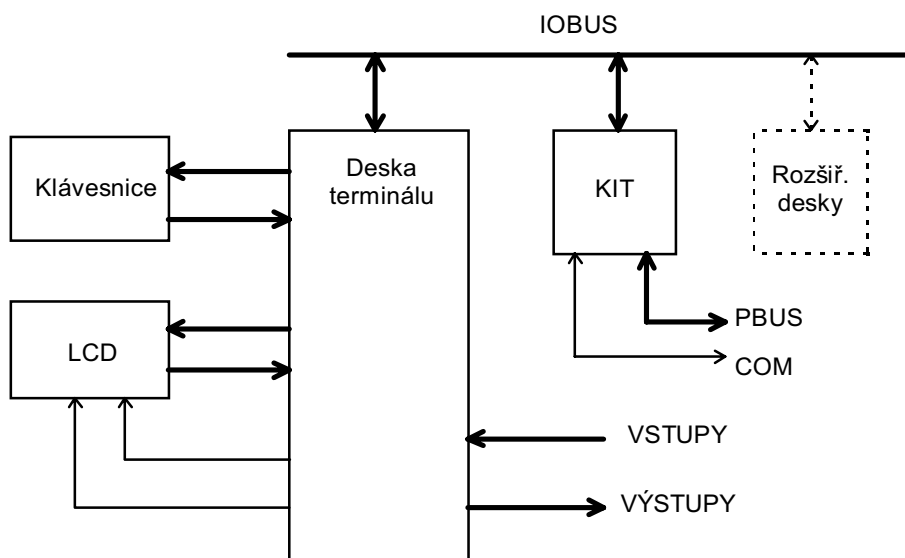 IOBUS
Deska
terminálu
Klávesnice
KIT
Rozšiř.
desky
LCD
PBUS
COM
VSTUPY
VÝSTUPY